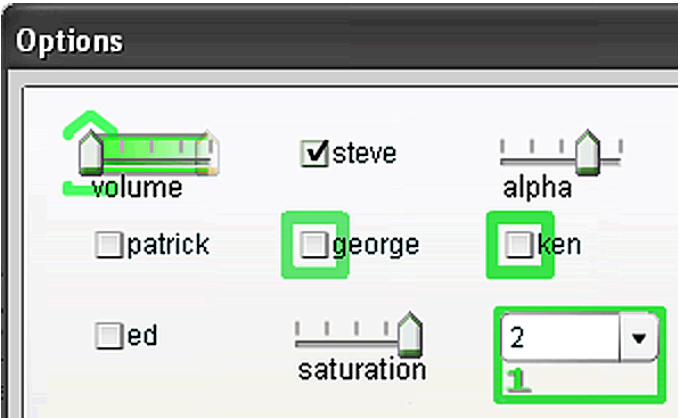 Options
steve
volume
alpha
patrick
george
ken
ed
saturation
2
1